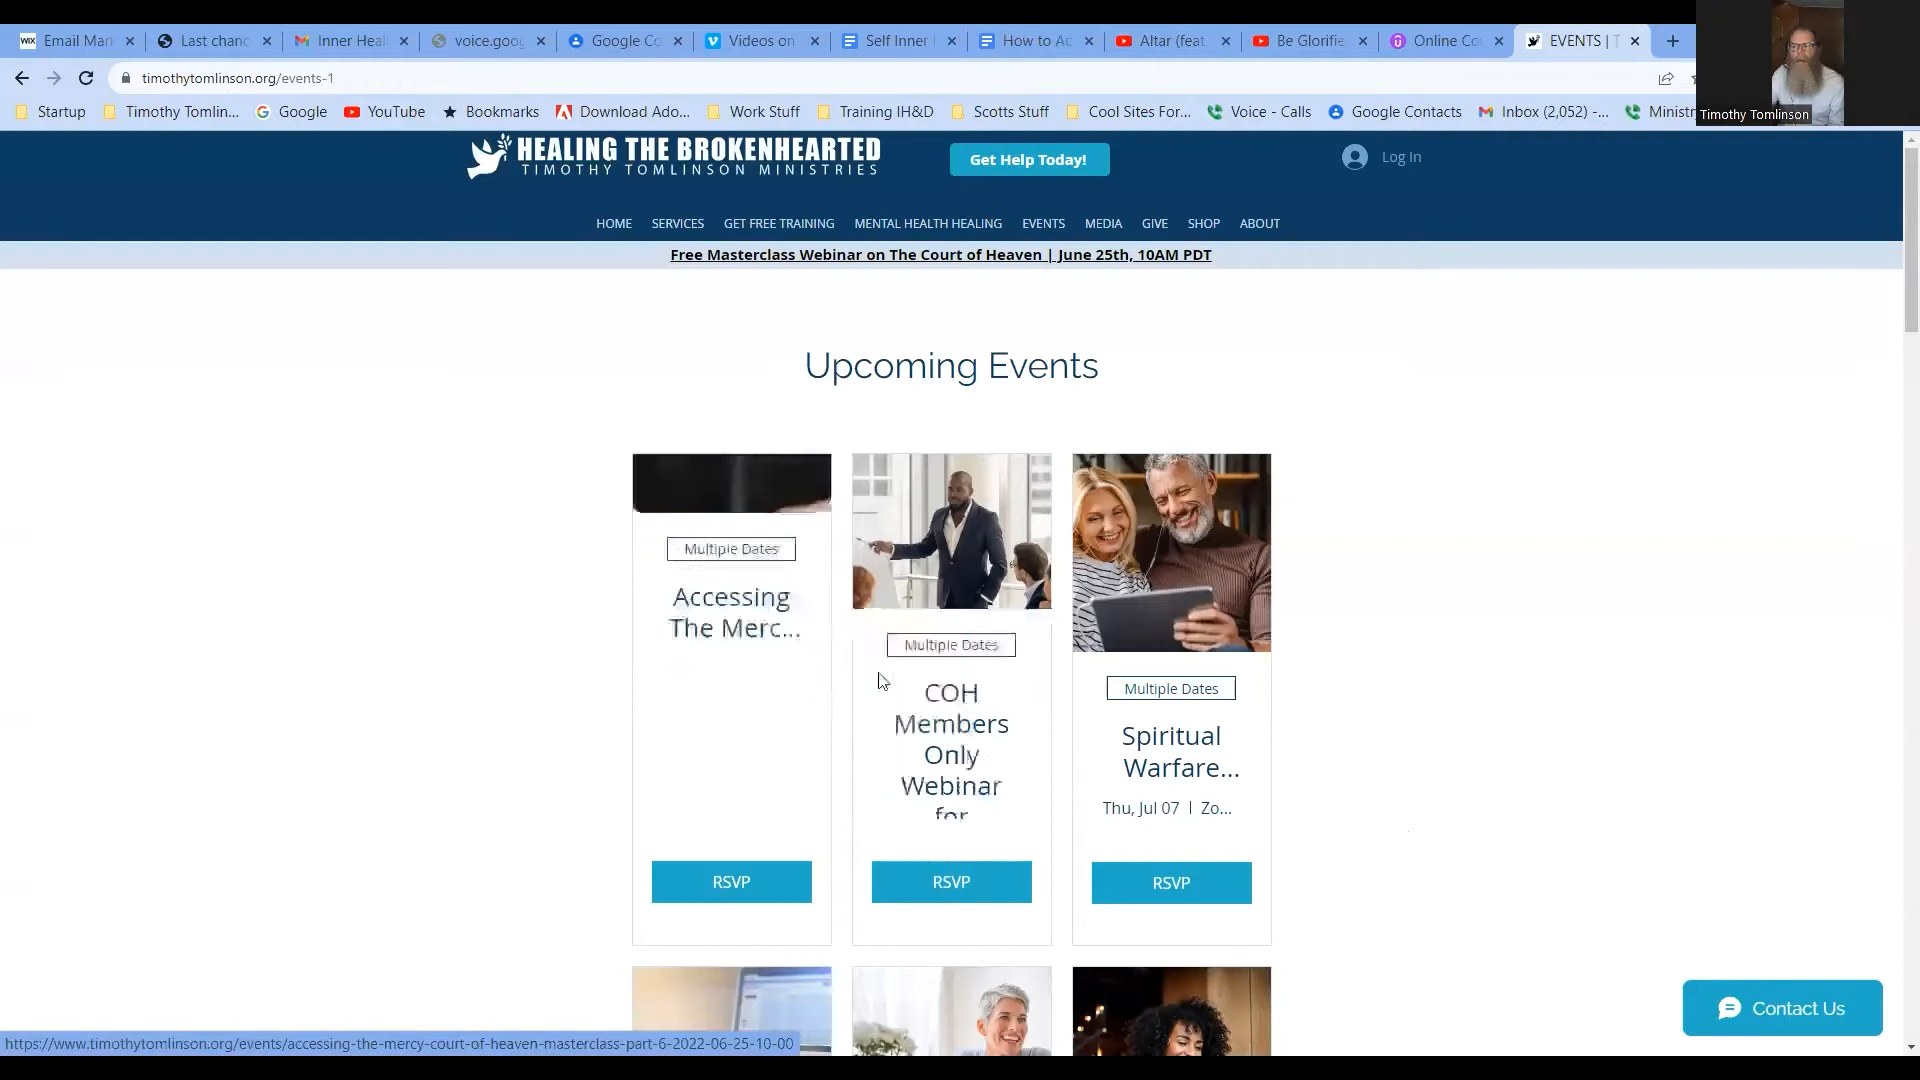 Email Mar
Last chanc
Inner Heal
voice.goog
Google Co
Videos on
Self Inner
How to Ac
Altar (feat.
Be Glorifie
Online Co
EVENTS | T
timothytomlinson.org/events-1
Startup
Timothy Tomlin...
Google
YouTube
Bookmarks
Download Ado...
Work Stuff
Training IH&D
Scotts Stuff
Cool Sites For...
Voice - Calls
Google Contacts
Inbox (2,052) -...
Ministr
Timothy Tomlinson
HEALING THE BROKENHEARTED
TIMOTHY TOMLINSON MINISTRIES
Get Help Today!
Log In
HOME SERVICES GET FREE TRAINING MENTAL HEALTH HEALING EVENTS MEDIA GIVE SHOP ABOUT
Free Masterclass Webinar on The Court of Heaven | June 25th, 10AM PDT
Upcoming Events
Multiple Dates
Accessing
The Merc...
RSVP
Multiple Dates
COH
Members
Only
Webinar
for
RSVP
Multiple Dates
Spiritual
Warfare...
Thu, Jul 07 | Zo...
RSVP
Contact Us
https://www.timothytomlinson.org/events/accessing-the-mercy-court-of-heaven-masterclass-part-6-2022-06-25-10-00